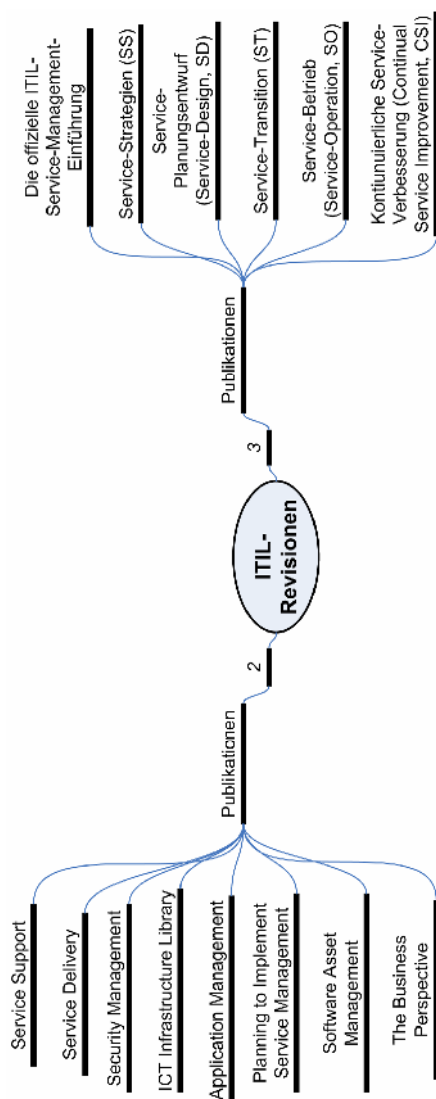 Service Support
Service Delivery
Security Management
ICT Infrastructure Library
Application Management
Planning to Implement
Service Management
Software Asset
Management
The Business
Perspective
Publikationen
2
ITIL-
Revisionen
3
Publikationen
Die offizielle ITIL-
Service-Management-
Einführung
Service-Strategien (SS)
Service-
Planungsentwurf
(Service-Design, SD)
Service-Transition (ST)
Service-Betrieb
(Service-Operation, SO)
Kontiunuierliche Service-
Verbesserung (Continual
Service Improvement, CSI)